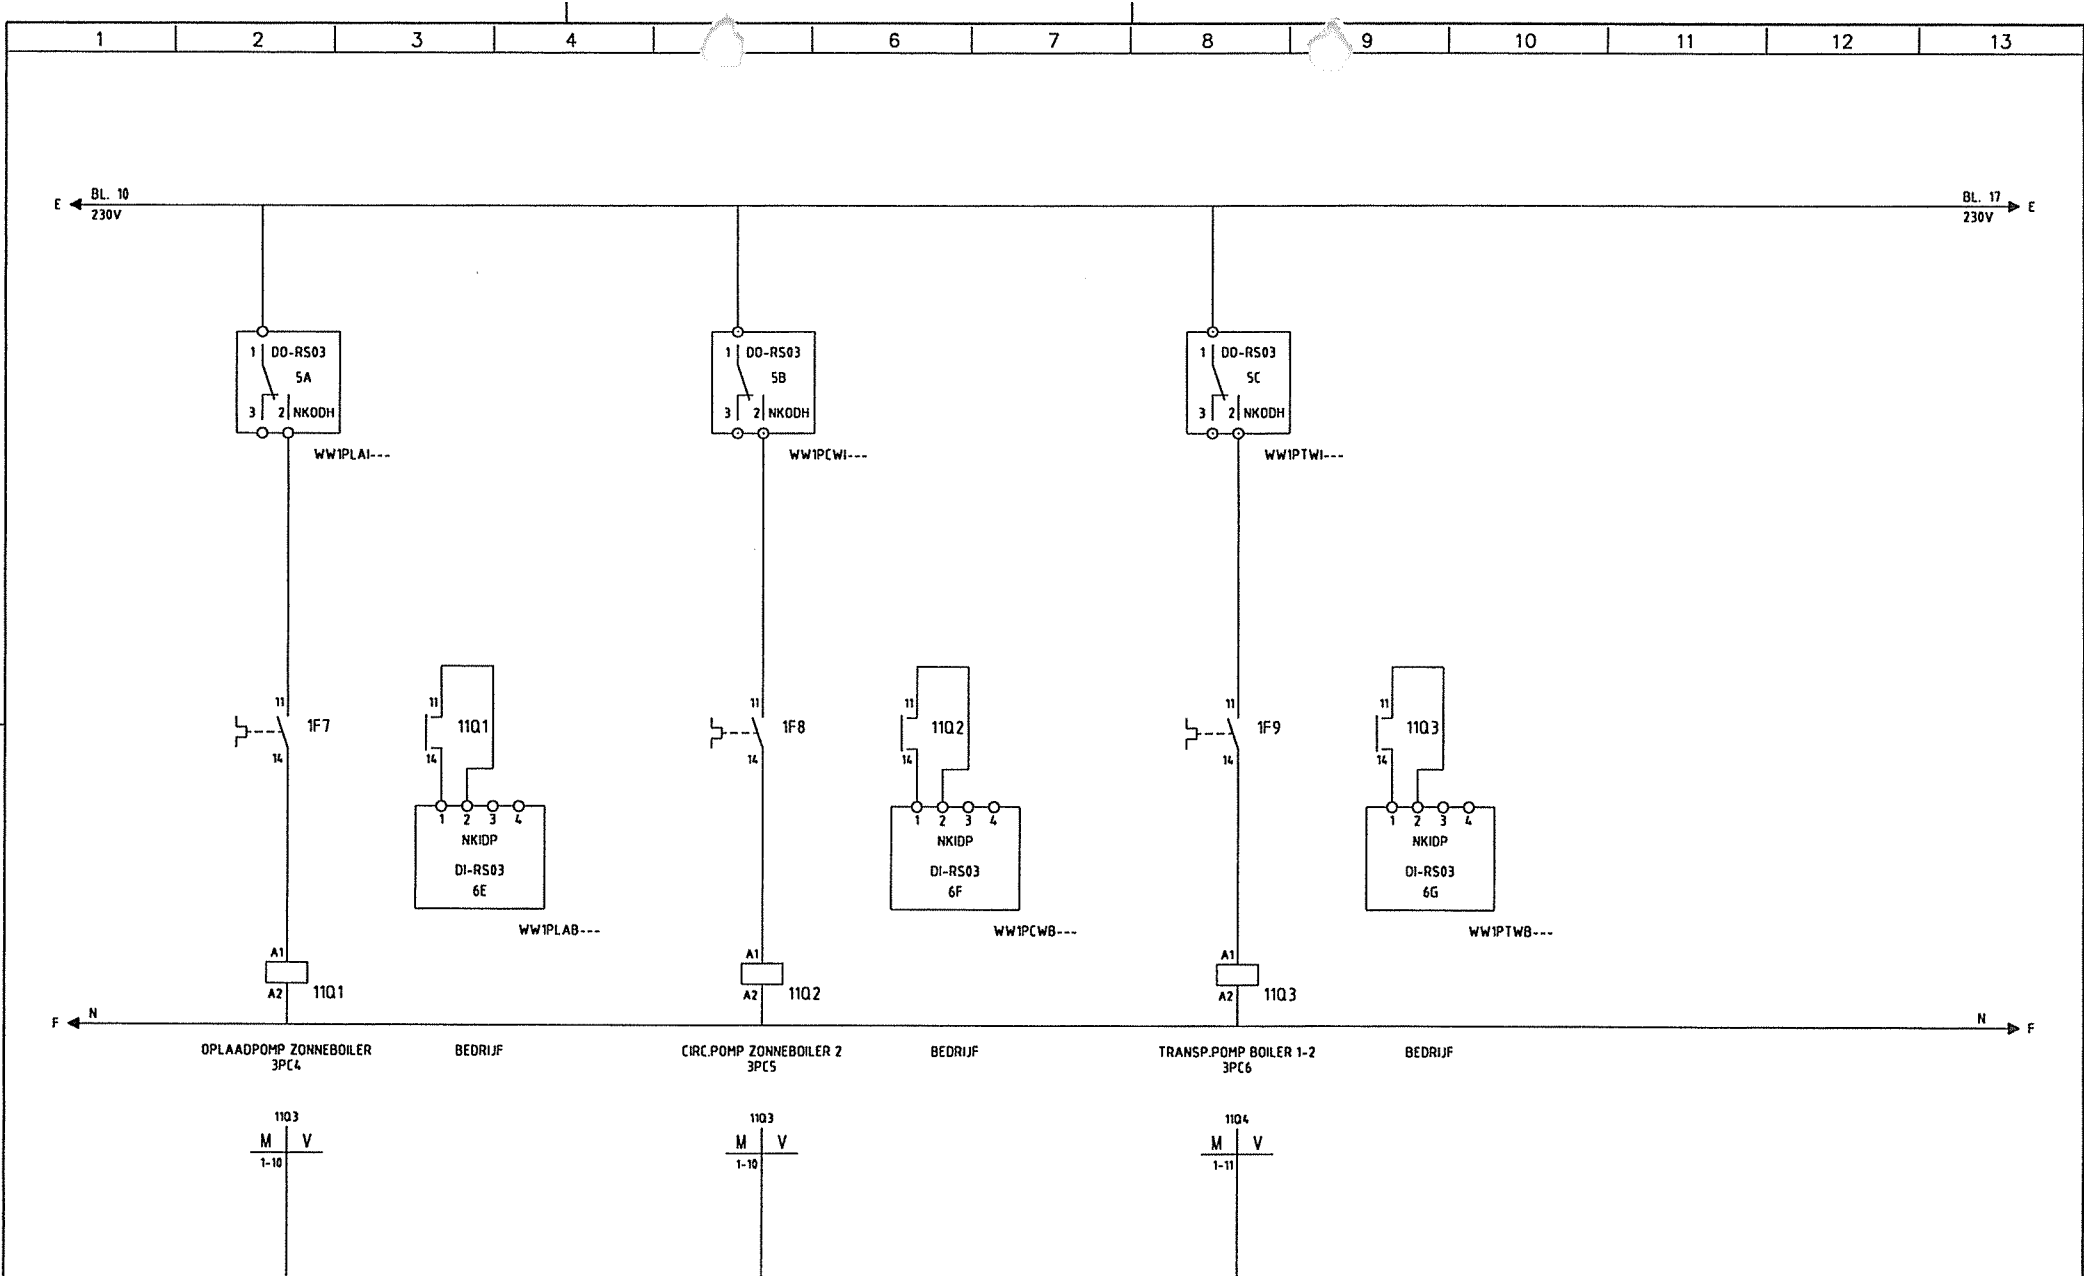 1 2 3 4 6 7 8 9 10 11 12 13
E BL. 10 BL. 17 E
230V 230V
1 DO-RS03 1 DO-RS03 1 DO-RS03
5A 5B 5C
3 2 NKODH 3 2 NKODH 3 2 NKODH
WW1PLAI--- WW1PCWI--- WW1PTWI---
11 11 11 11 11 11
1F7 11Q1 1F8 11Q2 1F9 11Q3
14 14 14 14 14 14
1 2 3 4 1 2 3 4 1 2 3 4
NKIDP NKIDP NKIDP
DI-RS03 DI-RS03 DI-RS03
6E 6F 6G
WW1PLAB--- WW1PCWB--- WW1PTWB---
A1 A1 A1
A2 11Q1 A2 11Q2 A2 11Q3
F N N F
OPLAADPOMP ZONNEBOILER BEDRIJF CIRC.POMP ZONNEBOILER 2 BEDRIJF TRANSP.POMP BOILER 1-2 BEDRIJF
3PC4 3PC5 3PC6
11Q3 11Q3 11Q4
M V M V M V
1-10 1-10 1-11